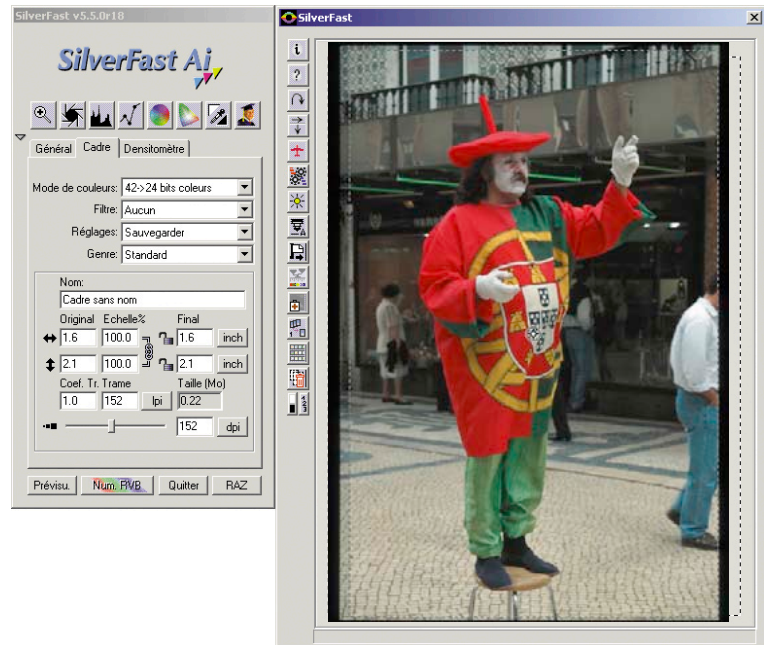 SilverFast v5.5.0r18
SilverFast Ai
Général Cadre Densitomètre
Mode de couleurs: 42->24 bits coleurs
Filtre: Aucun
Réglages: Sauvegarder
Genre: Standard
Nom:
Cadre sans nom
Original Echelle% Final
1.6 100.0 1.6 inch
2.1 100.0 2.1 inch
Coef. Tr. Trame Taille (Mo)
1.0 152 lpi 0.22
152 dpi
Prévisu. Num. RVB Quitter RAZ
SilverFast
i
?